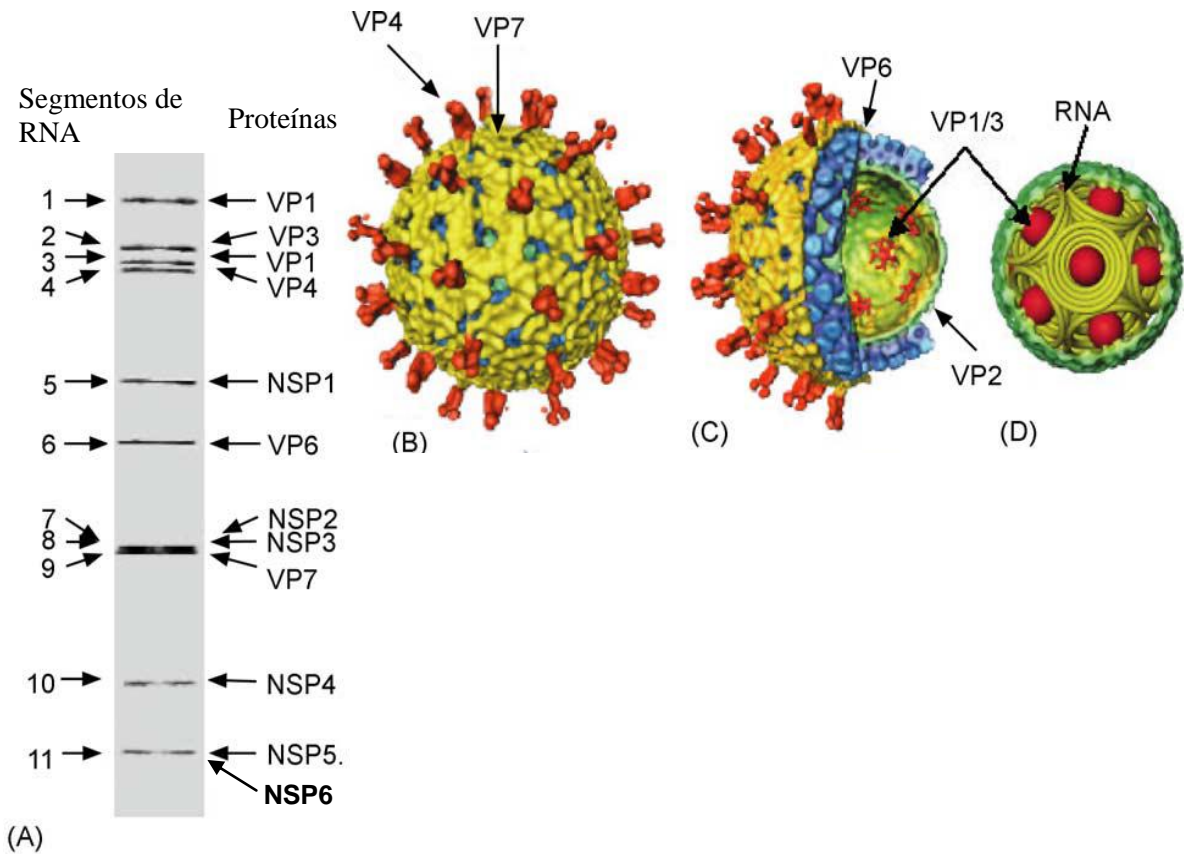 Segmentos de
RNA
Proteínas
1
2
3
4
5
6
7
8
9
10
11
VP1
VP3
VP1
VP4
NSP1
VP6
NSP2
NSP3
VP7
NSP4
NSP5.
NSP6
(A)
VP4
VP7
(B)
VP6
VP1/3
VP2
(C)
RNA
(D)